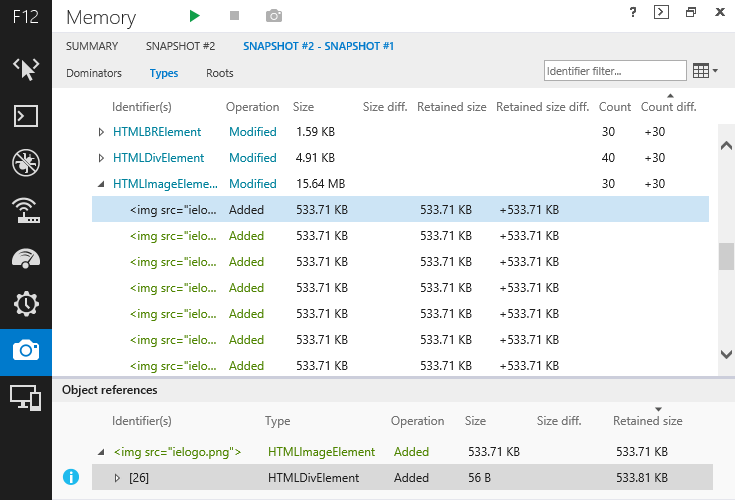 F12 Memory ?
SUMMARY SNAPSHOT #2 SNAPSHOT #2 - SNAPSHOT #1
Dominators Types Roots Identifier filter...
Identifier(s) Operation Size Size diff. Retained size Retained size diff. Count Count diff.
HTMLBRElement Modified 1.59 KB 30 +30
HTMLDivElement Modified 4.91 KB 40 +30
HTMLImageEleme... Modified 15.64 MB 30 +30
<img src="ielo... Added 533.71 KB 533.71 KB +533.71 KB
<img src="ielo... Added 533.71 KB 533.71 KB +533.71 KB
<img src="ielo... Added 533.71 KB 533.71 KB +533.71 KB
<img src="ielo... Added 533.71 KB 533.71 KB +533.71 KB
<img src="ielo... Added 533.71 KB 533.71 KB +533.71 KB
<img src="ielo... Added 533.71 KB 533.71 KB +533.71 KB
<img src="ielo... Added 533.71 KB 533.71 KB +533.71 KB
Object references
Identifier(s) Type Operation Size Size diff. Retained size
<img src="ielogo.png"> HTMLImageElement Added 533.71 KB 533.71 KB
[26] HTMLDivElement Added 56 B 533.81 KB